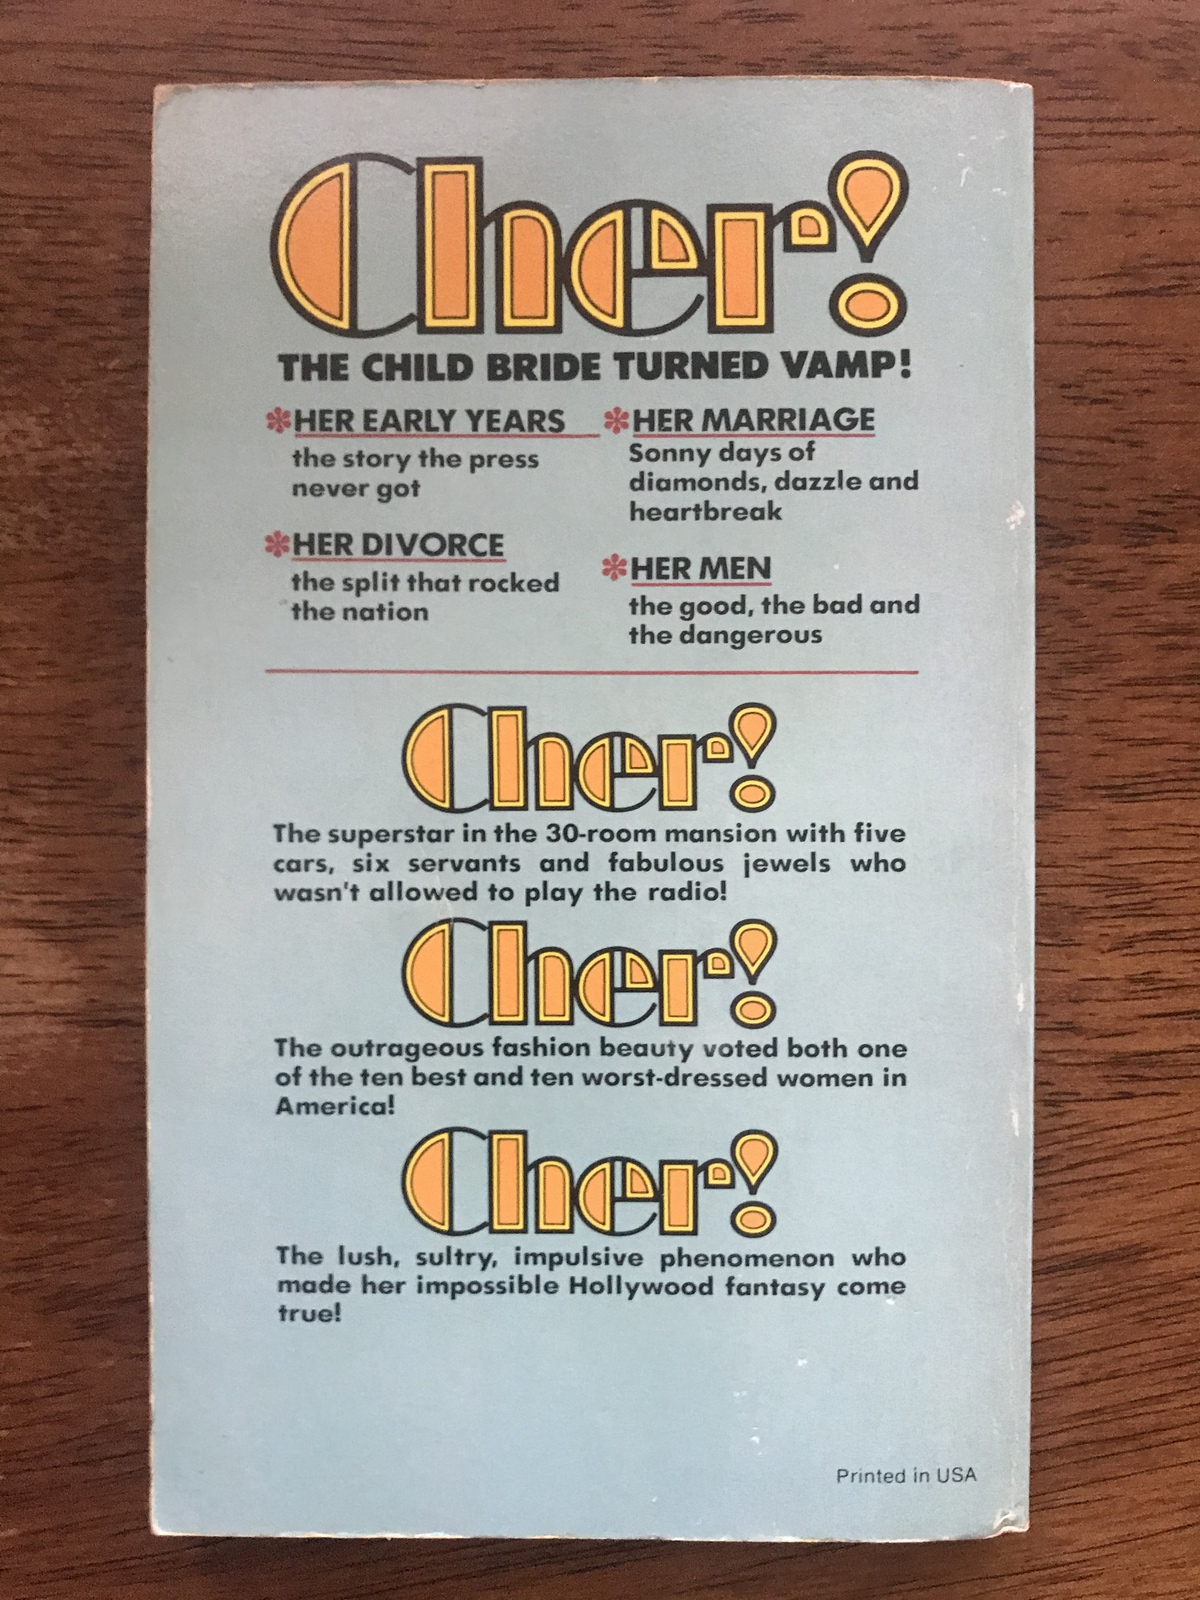 Cher!
THE CHILD BRIDE TURNED VAMP!
*HER EARLY YEARS
the story the press
never got
*HER DIVORCE
the split that rocked
the nation
*HER MARRIAGE
Sonny days of
diamonds, dazzle and
heartbreak
*HER MEN
the good, the bad and
the dangerous
Cher!
The superstar in the 30-room mansion with five
cars, six servants and fabulous jewels who
wasn't allowed to play the radio!
Cher!
The outrageous fashion beauty voted both one
of the ten best and ten worst-dressed women in
America!
Cher!
The lush, sultry, impulsive phenomenon who
made her impossible Hollywood fantasy come
true!
Printed in USA